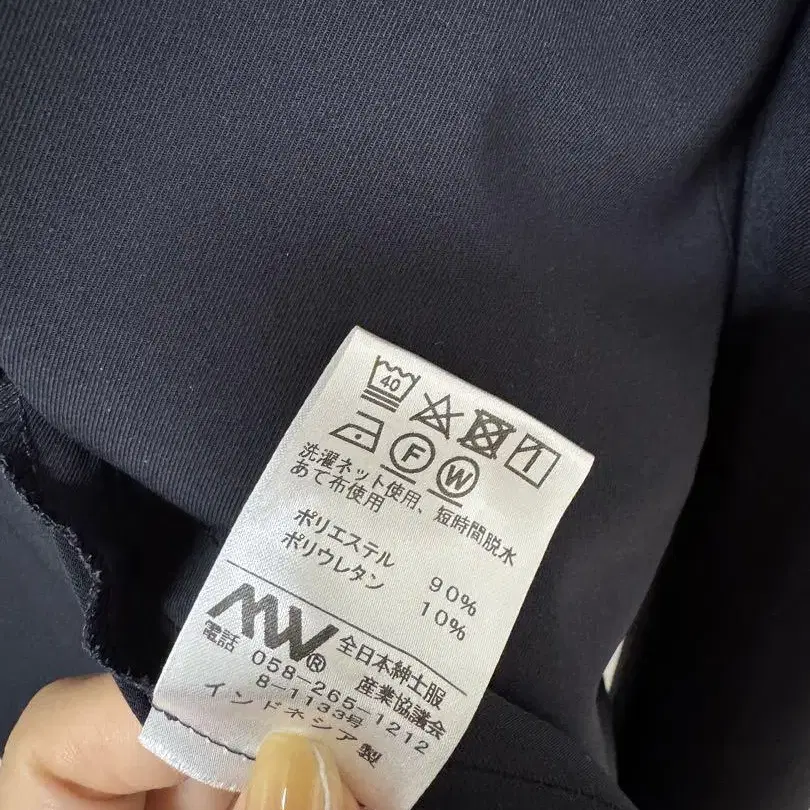 40
F W
洗濯ネット使用、短時間脱水
あて布使用
ポリエステル 90%
ポリウレタン 10%
MW® 全日本紳士服
産業協議会
電話 058-265-1212
8-1133号
インドネシア製